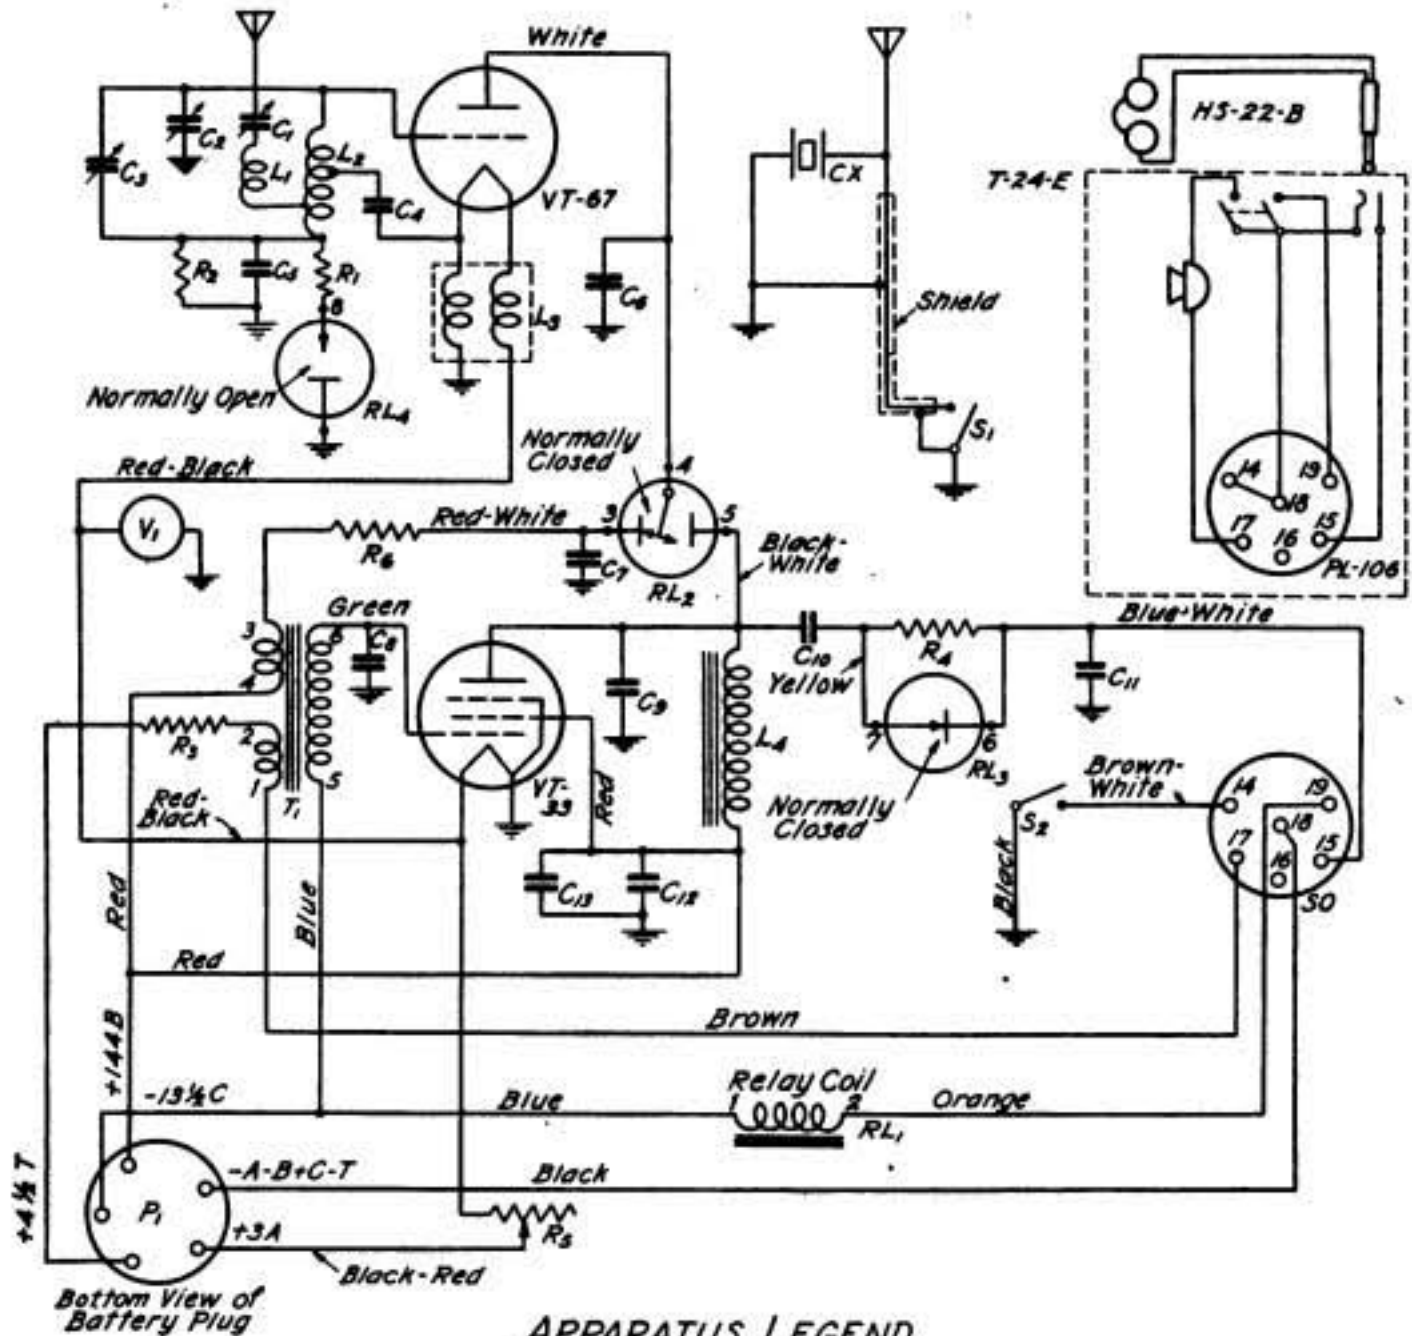 White
C3
C2
C1
L1
L2
C4
VT-67
R2
C5
R1
8
L3
C6
Normally Open
RL4
CX
Shield
S1
HS-22-B
T-24-E
14
19
18
17
16
15
PL-106
Red-Black
V1
Normally
Closed
4
R6
Red-White
3
5
C7
RL2
Black-
White
Green
3
4
6
C8
R3
2
1
T1
5
VT-
33
Red
C9
L4
C10
Yellow
R4
7
6
RL3
Normally
Closed
C11
Blue-White
Brown-
White
S2
Black
14
19
18
17
16
15
SO
Red-
Black
Red
Blue
C13
C12
Red
Brown
+144B
-13½C
Blue
Relay Coil
1
2
RL1
Orange
+4½T
P1
-A-B+C-T
Black
+3A
R5
Black-Red
Bottom View of
Battery Plug
APPARATUS LEGEND